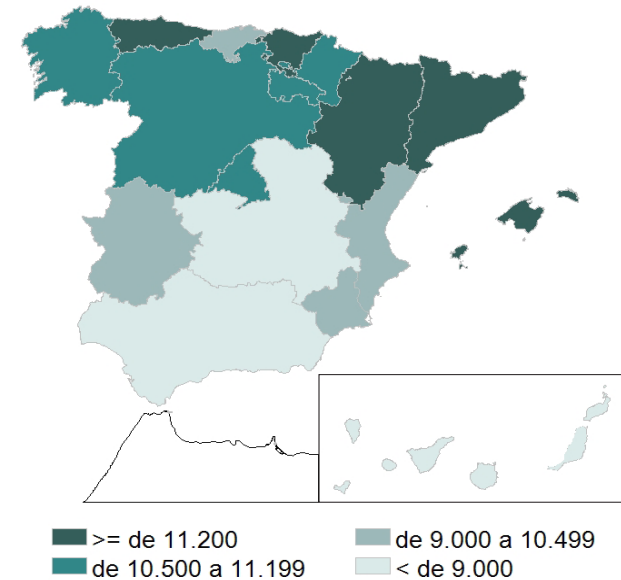 >= de 11.200
de 9.000 a 10.499
de 10.500 a 11.199
< de 9.000